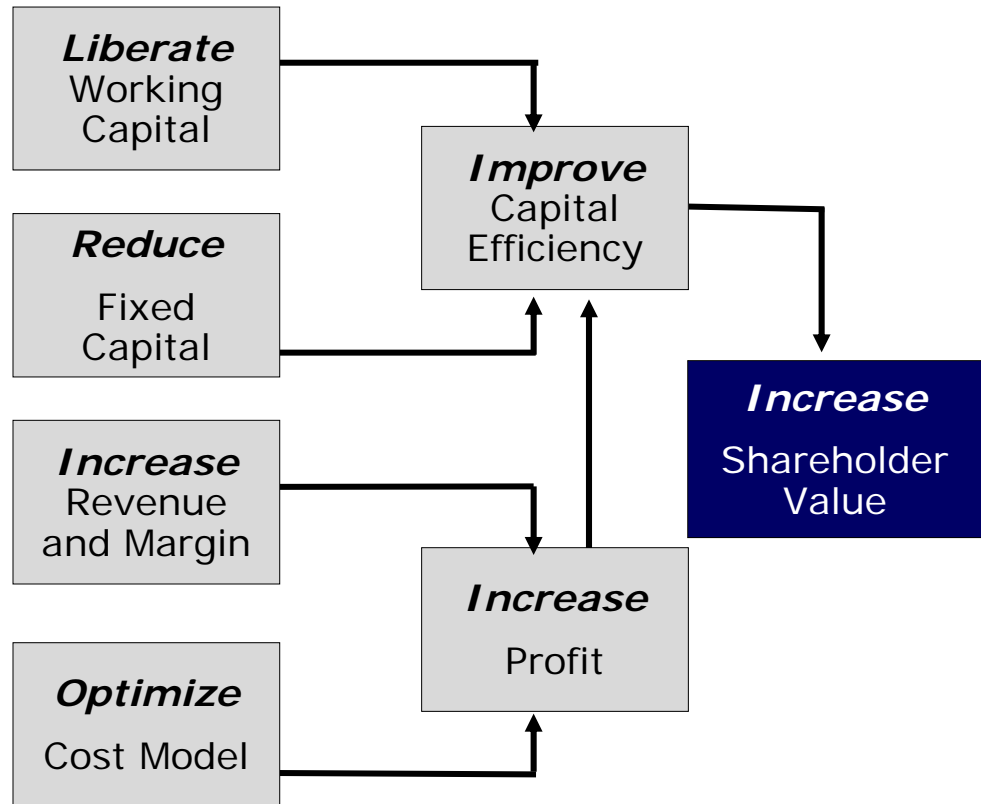 Liberate
Working
Capital
Reduce
Fixed
Capital
Increase
Revenue
and Margin
Optimize
Cost Model
Improve
Capital
Efficiency
Increase
Profit
Increase
Shareholder
Value